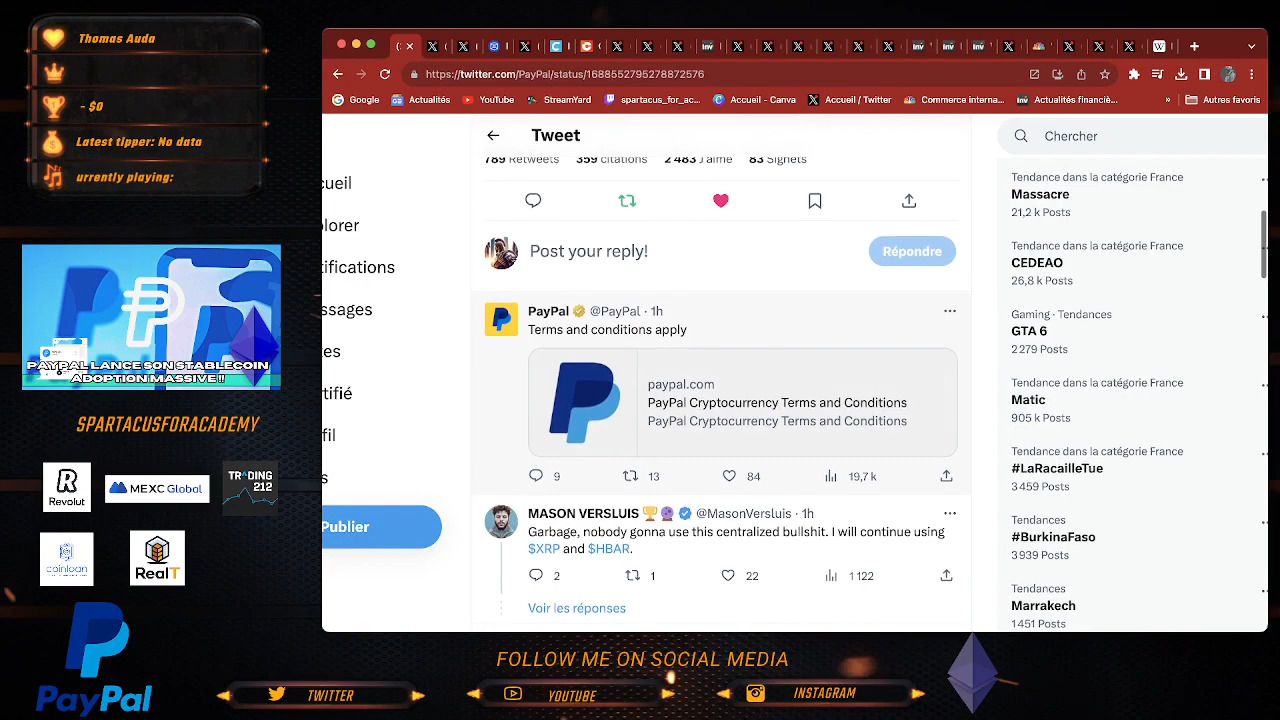 Thomas Auda
- $0
Latest tipper: No data
urrently playing:
PAYPAL LANCE SON STABLECOIN
ADOPTION MASSIVE !!
SPARTACUSFORACADEMY
Revolut
MEXC Global
TRADING
212
coinloan
RealT
PayPal
https://twitter.com/PayPal/status/1688552795278872576
Google
Actualités
YouTube
StreamYard
spartacus_for_ac...
Accueil - Canva
Accueil / Twitter
Commerce interna...
Actualités financiè...
»
Autres favoris
cueil
plorer
tifications
ssages
tes
rtifié
fil
s
Publier
Tweet
789 Retweets 359 citations 2 483 J'aime 83 Signets
Post your reply!
Répondre
PayPal @PayPal · 1h
Terms and conditions apply
paypal.com
PayPal Cryptocurrency Terms and Conditions
PayPal Cryptocurrency Terms and Conditions
9 13 84 19,7 k
MASON VERSLUIS @MasonVersluis · 1h
Garbage, nobody gonna use this centralized bullshit. I will continue using
$XRP and $HBAR.
2 1 22 1 122
Voir les réponses
Chercher
Tendance dans la catégorie France
Massacre
21,2 k Posts
Tendance dans la catégorie France
CEDEAO
26,8 k Posts
Gaming · Tendances
GTA 6
2 279 Posts
Tendance dans la catégorie France
Matic
905 k Posts
Tendance dans la catégorie France
#LaRacailleTue
3 459 Posts
Tendances
#BurkinaFaso
3 939 Posts
Tendances
Marrakech
1 451 Posts
FOLLOW ME ON SOCIAL MEDIA
TWITTER
YOUTUBE
INSTAGRAM